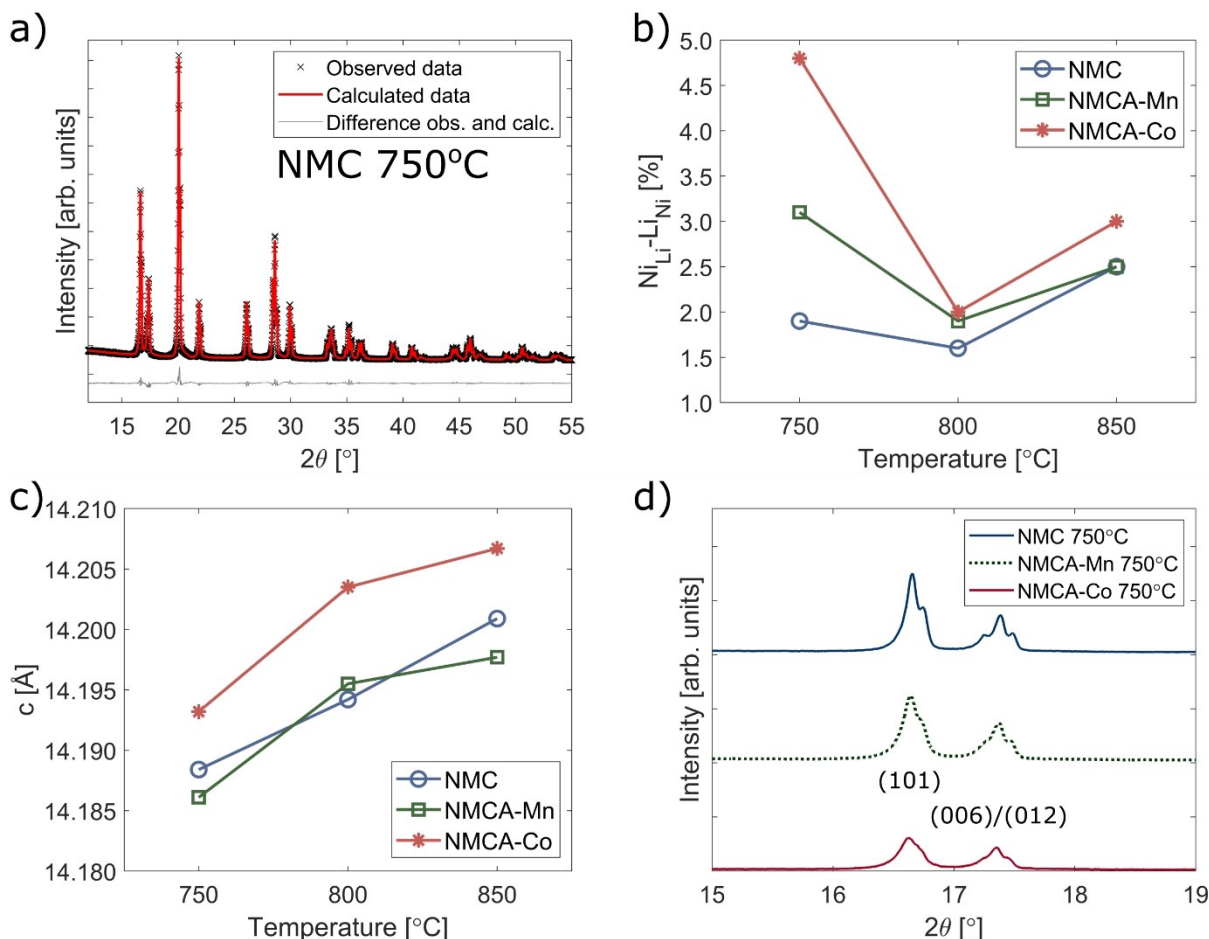 a)
Intensity [arb. units]
× Observed data
Calculated data
Difference obs. and calc.
NMC 750°C
15 20 25 30 35 40 45 50 55
2θ [°]
b)
Ni_Li-Li_Ni [%]
5.0
4.5
4.0
3.5
3.0
2.5
2.0
1.5
1.0
NMC
NMCA-Mn
NMCA-Co
750 800 850
Temperature [°C]
c)
c [Å]
14.210
14.205
14.200
14.195
14.190
14.185
14.180
NMC
NMCA-Mn
NMCA-Co
750 800 850
Temperature [°C]
d)
Intensity [arb. units]
NMC 750°C
NMCA-Mn 750°C
NMCA-Co 750°C
(101)
(006)/(012)
15 16 17 18 19
2θ [°]